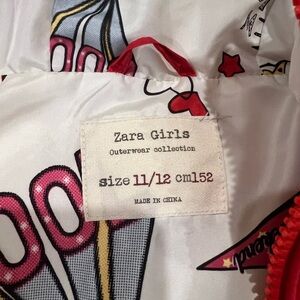 Zara Girls
Outerwear collection
size 11/12 cm152
MADE IN CHINA